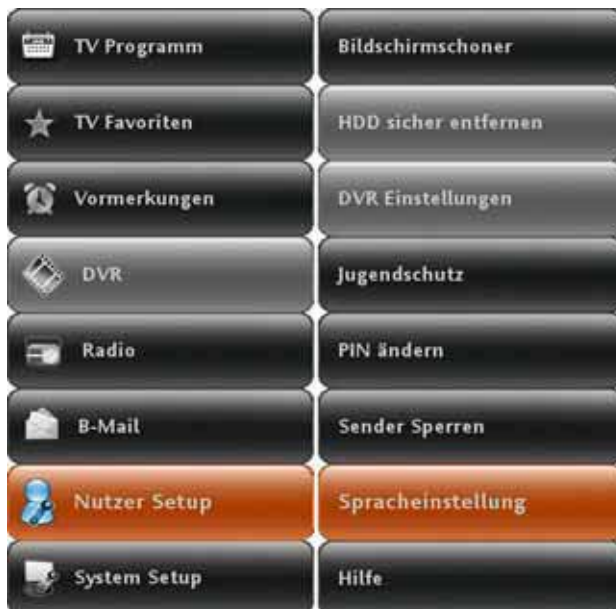 TV Programm
TV Favoriten
Vormerkungen
DVR
Radio
B-Mail
Nutzer Setup
System Setup
Bildschirmschoner
HDD sicher entfernen
DVR Einstellungen
Jugendschutz
PIN ändern
Sender Sperren
Spracheinstellung
Hilfe